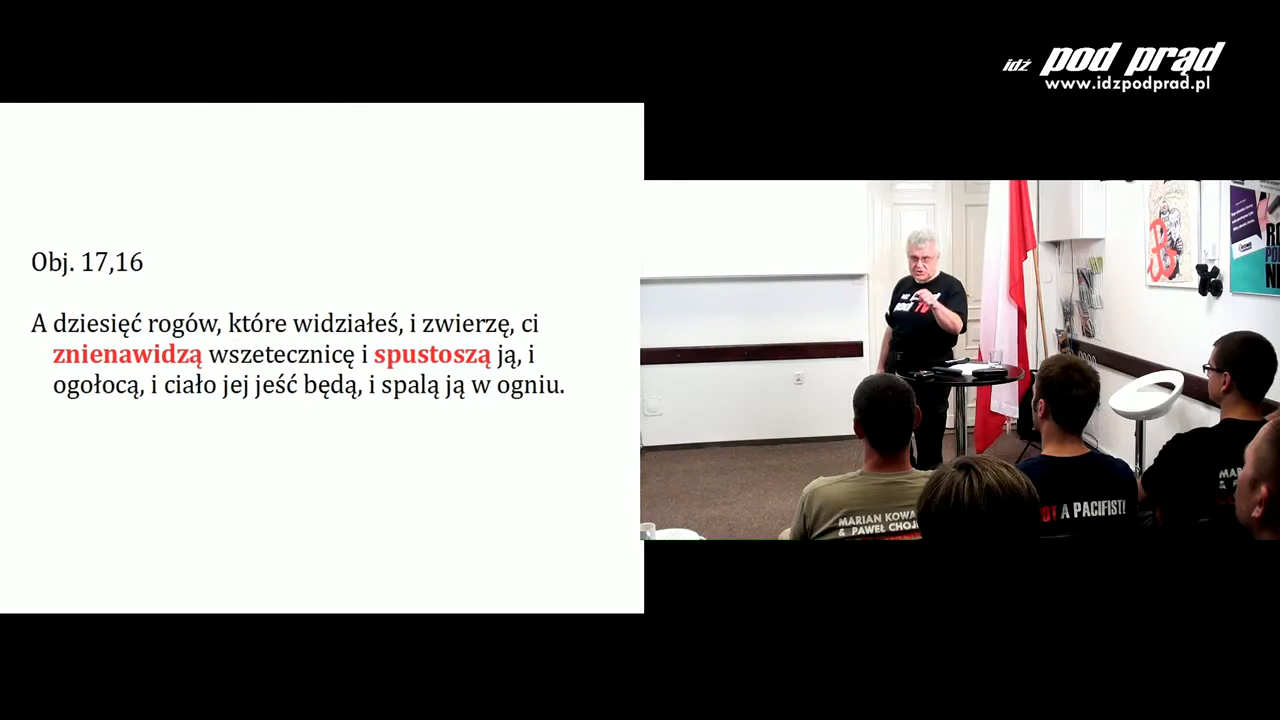 idź pod prąd
www.idzpodprad.pl
Obj. 17,16
A dziesięć rogów, które widziałeś, i zwierzę, ci
znienawidzą wszetecznicę i spustoszą ją, i
ogołocą, i ciało jej jeść będą, i spalą ją w ogniu.
MARIAN KOWA
& PAWEŁ CHOJ
A PACIFIST!